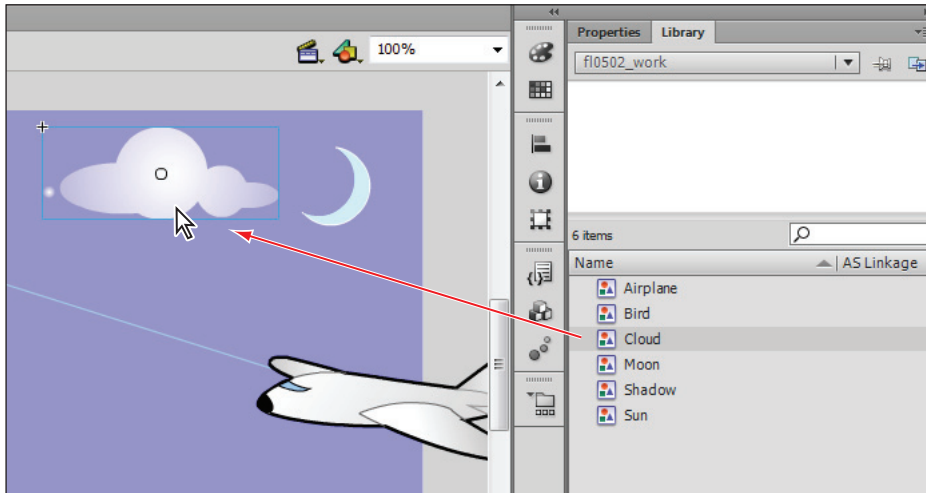 100%
Properties Library
fl0502_work
6 items
Name AS Linkage
Airplane
Bird
Cloud
Moon
Shadow
Sun